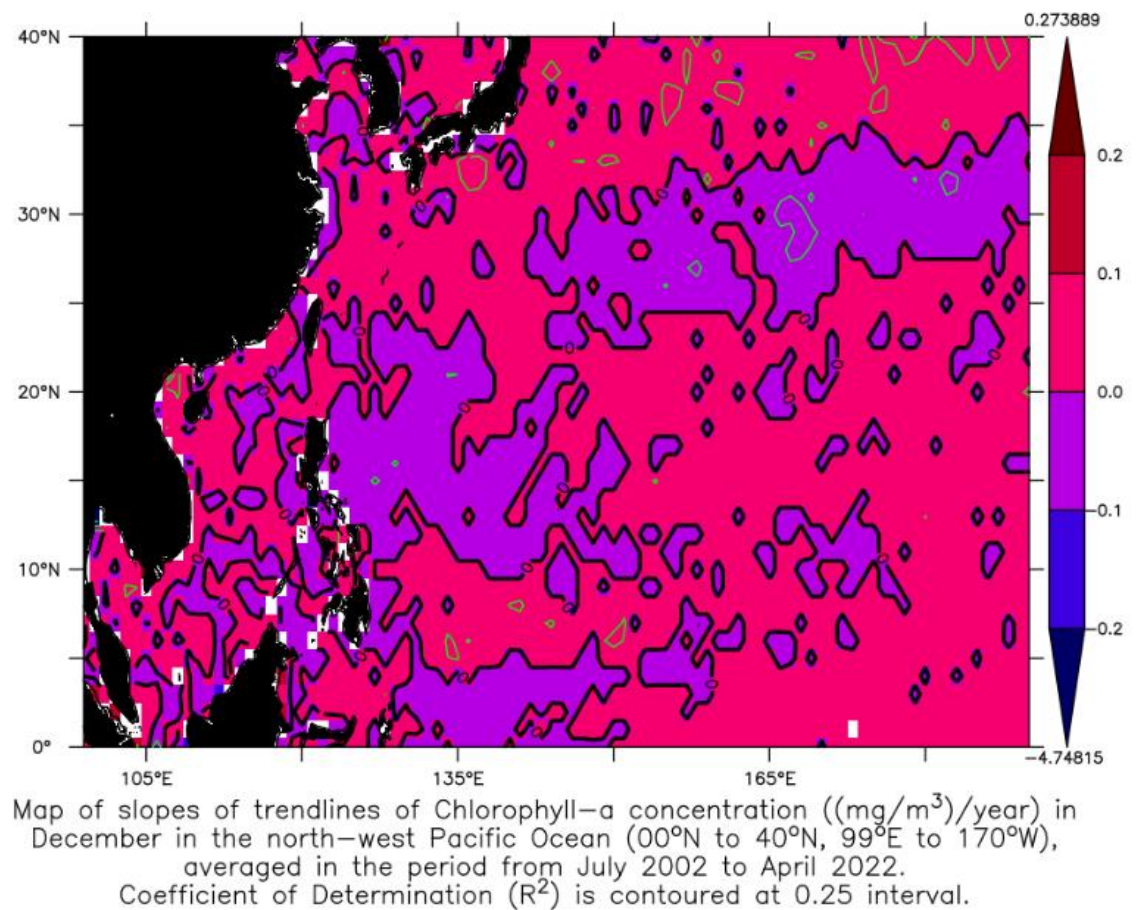 0.273889
40°N
30°N
20°N
10°N
0°
0.2
0.1
0.0
-0.1
-0.2
-4.74815
105°E
135°E
165°E
Map of slopes of trendlines of Chlorophyll-a concentration ((mg/m³)/year) in
December in the north-west Pacific Ocean (00°N to 40°N, 99°E to 170°W),
averaged in the period from July 2002 to April 2022.
Coefficient of Determination (R²) is contoured at 0.25 interval.